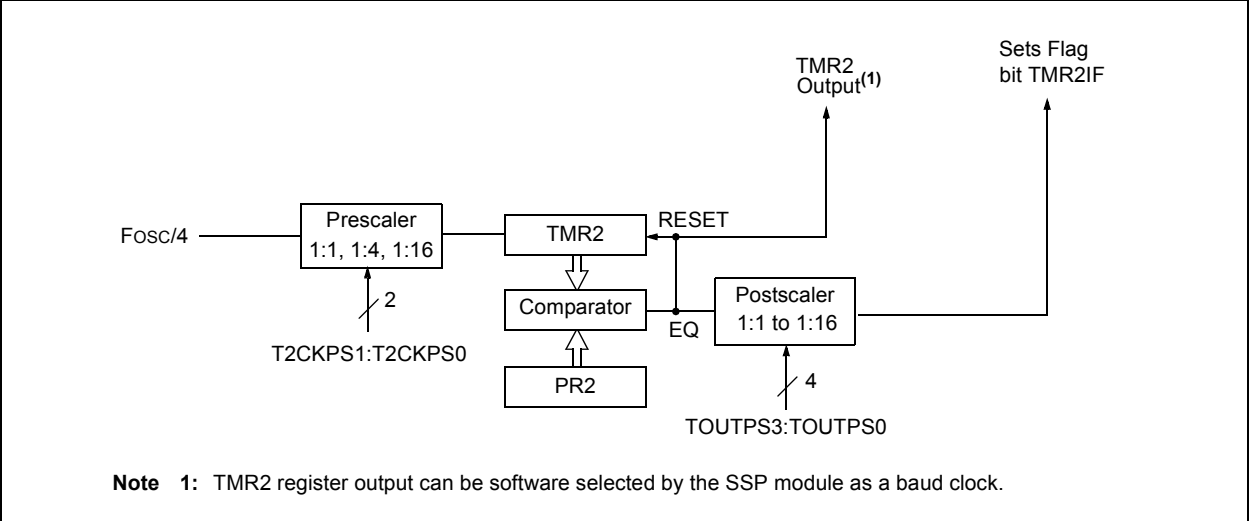 TMR2
Output(1)
Sets Flag
bit TMR2IF
FOSC/4
Prescaler
1:1, 1:4, 1:16
2
T2CKPS1:T2CKPS0
TMR2
RESET
Comparator
EQ
PR2
Postscaler
1:1 to 1:16
4
TOUTPS3:TOUTPS0
Note 1: TMR2 register output can be software selected by the SSP module as a baud clock.